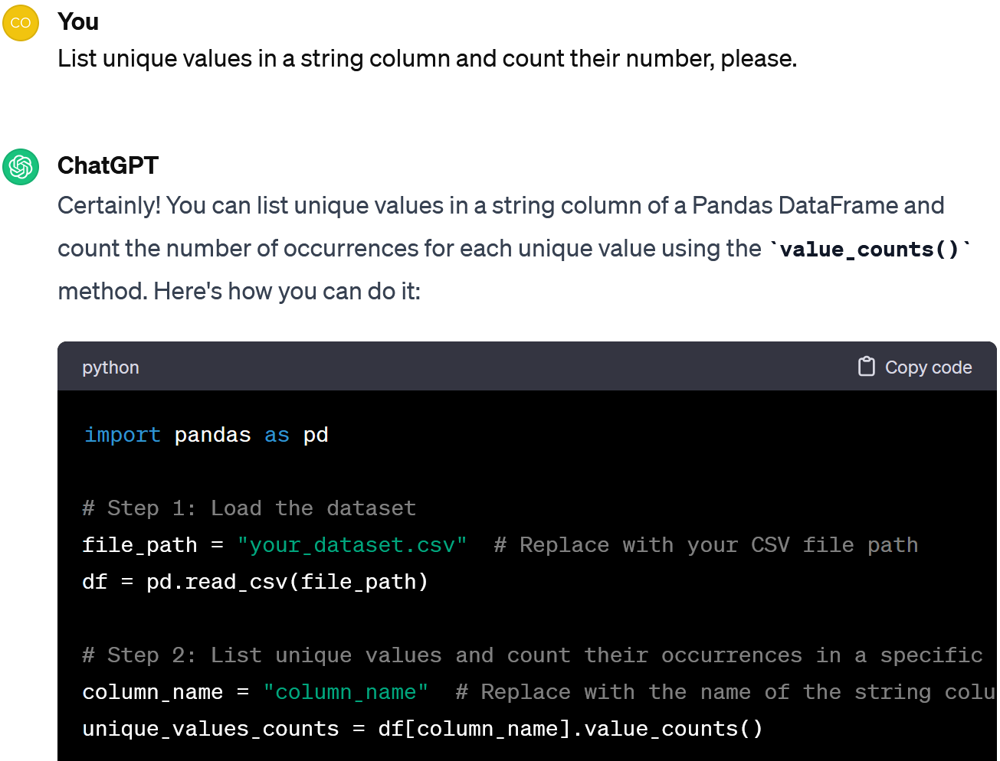 CO
You
List unique values in a string column and count their number, please.
ChatGPT
Certainly! You can list unique values in a string column of a Pandas DataFrame and
count the number of occurrences for each unique value using the `value_counts()`
method. Here's how you can do it:
python
Copy code
import pandas as pd
# Step 1: Load the dataset
file_path = "your_dataset.csv"  # Replace with your CSV file path
df = pd.read_csv(file_path)
# Step 2: List unique values and count their occurrences in a specific
column_name = "column_name"  # Replace with the name of the string colu
unique_values_counts = df[column_name].value_counts()